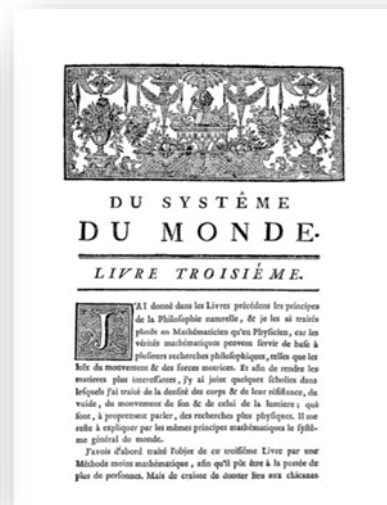 DU SYSTÊME
DU MONDE.
LIVRE TROISIÉME.
J'AI donné dans les Livres précédens les principes
de la Philosophie naturelle, & je les ai traités
plutôt en Mathématicien qu'en Physicien, car les
vérités mathématiques peuvent servir de base à
plusieurs recherches philosophiques, telles que les
loix du mouvement & des forces motrices. Et afin de rendre les
matieres plus intéressantes, j'y ai joint quelques scholies dans
lesquels j'ai traité de la densité des corps & de leur résistance, du
vuide, du mouvement du son & de celui de la lumiere; qui
sont, à proprement parler, des recherches plus physiques. Il me
reste à expliquer par les mêmes principes mathématiques le systê-
me général du monde.
J'avois d'abord traité l'objet de ce troisiéme Livre par une
Méthode moins mathématique, afin qu'il pût être à la portée de
plus de personnes. Mais de crainte de donner lieu aux chicanes